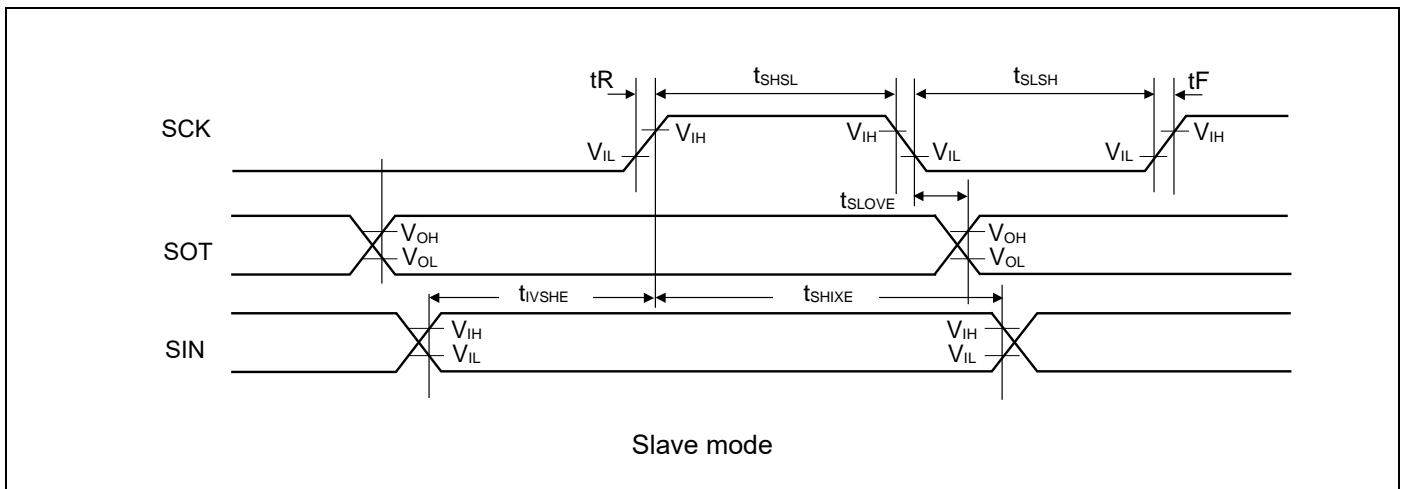 tR tSHSL tSLSH tF
SCK VIL VIH VIH VIL VIL VIH
tSLOVE
SOT VOH VOH
VOL VOL
tIVSHE tSHIXE
SIN VIH VIH
VIL VIL
Slave mode